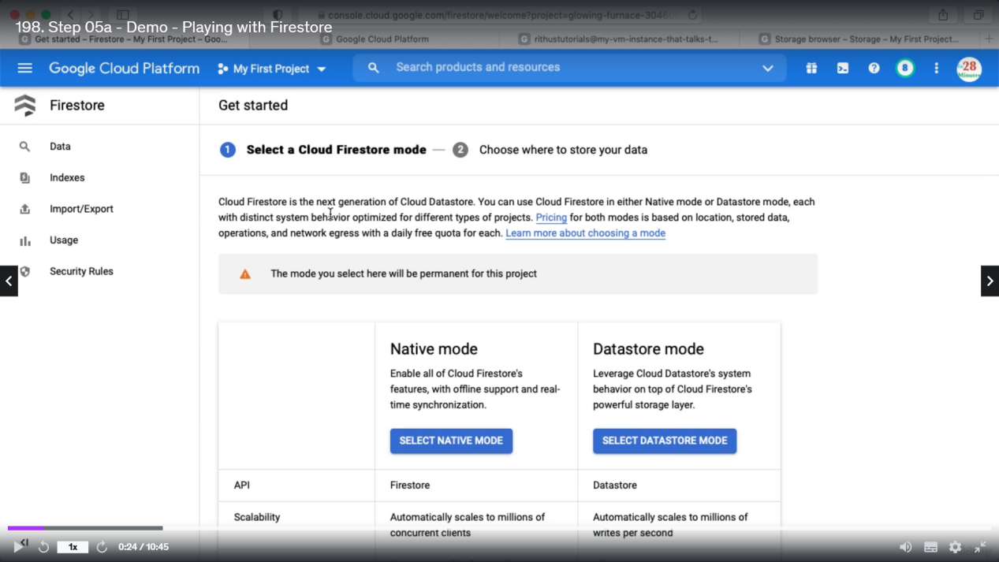 198. Step 05a - Demo - Playing with Firestore
console.cloud.google.com/firestore/welcome?project=glowing-furnace-30460
Get started – Firestore – My First Project – Goo...
Google Cloud Platform
rithustutorials@my-vm-instance-that-talks-t...
Storage browser – Storage – My First Project...
Google Cloud Platform
My First Project
Search products and resources
8
28
Minutes
Firestore
Get started
Data
Indexes
Import/Export
Usage
Security Rules
1 Select a Cloud Firestore mode — 2 Choose where to store your data
Cloud Firestore is the next generation of Cloud Datastore. You can use Cloud Firestore in either Native mode or Datastore mode, each
with distinct system behavior optimized for different types of projects. Pricing for both modes is based on location, stored data,
operations, and network egress with a daily free quota for each. Learn more about choosing a mode
The mode you select here will be permanent for this project
Native mode
Enable all of Cloud Firestore's
features, with offline support and real-
time synchronization.
SELECT NATIVE MODE
Datastore mode
Leverage Cloud Datastore's system
behavior on top of Cloud Firestore's
powerful storage layer.
SELECT DATASTORE MODE
API
Firestore
Datastore
Scalability
Automatically scales to millions of
concurrent clients
Automatically scales to millions of
writes per second
1x
0:24 / 10:45